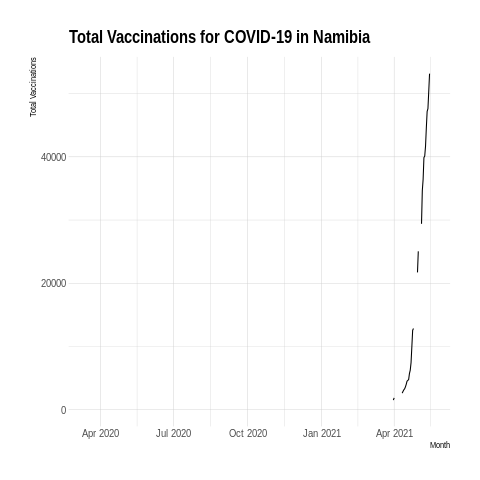 Total Vaccinations for COVID-19 in Namibia
Total Vaccinations
40000
20000
0
Apr 2020 Jul 2020 Oct 2020 Jan 2021 Apr 2021
Month